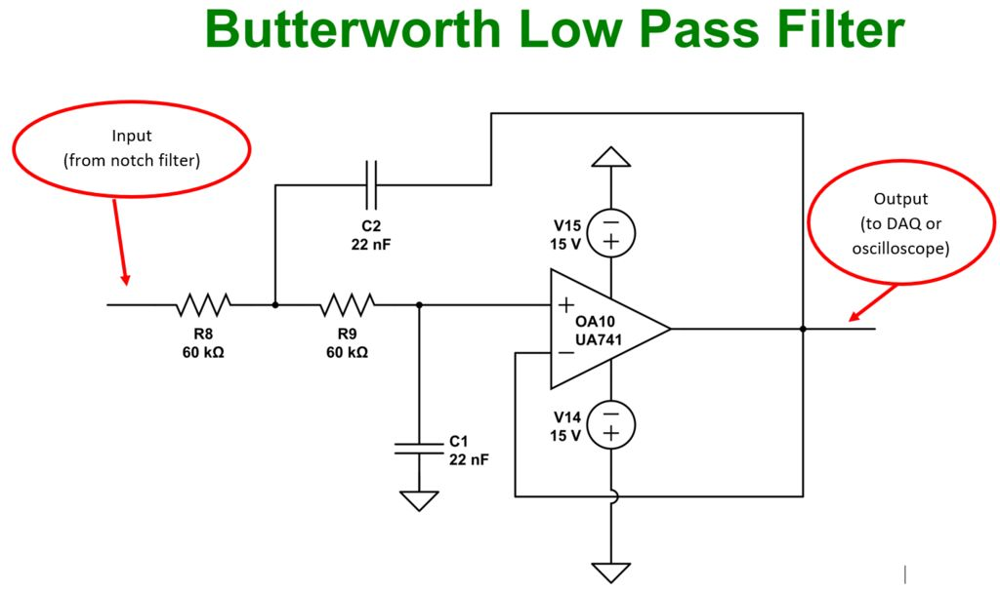 Butterworth Low Pass Filter
Input
(from notch filter)
C2
22 nF
V15
15 V
Output
(to DAQ or
oscilloscope)
R8
60 kΩ
R9
60 kΩ
+
OA10
UA741
−
V14
15 V
C1
22 nF